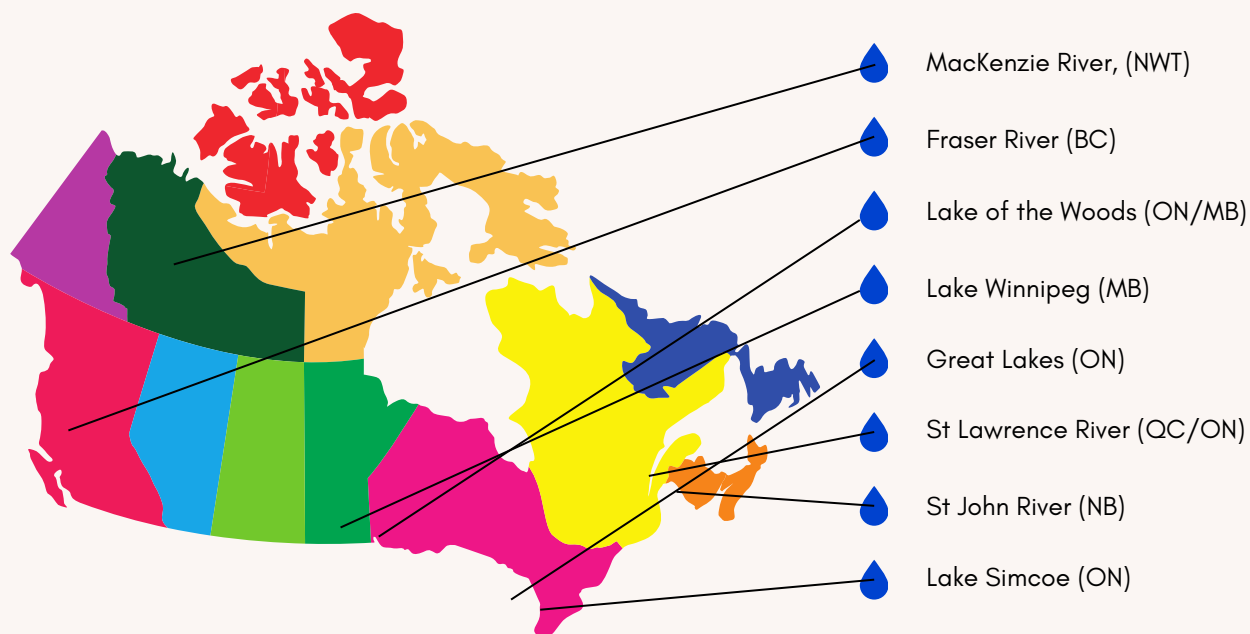 MacKenzie River, (NWT)
Fraser River (BC)
Lake of the Woods (ON/MB)
Lake Winnipeg (MB)
Great Lakes (ON)
St Lawrence River (QC/ON)
St John River (NB)
Lake Simcoe (ON)